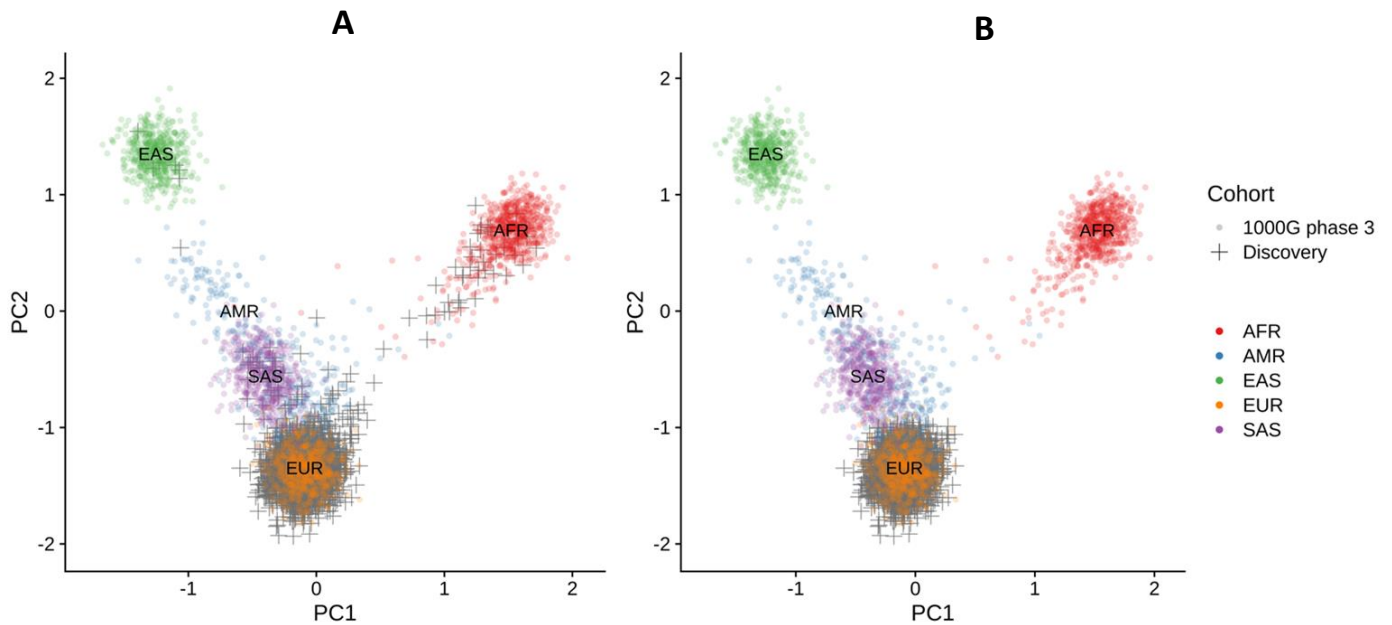 A
B
2
1
0
-1
-2
PC2
EAS
AFR
AMR
SAS
EUR
-1
0
1
2
PC1
2
1
0
-1
-2
PC2
EAS
AFR
AMR
SAS
EUR
-1
0
1
2
PC1
Cohort
1000G phase 3
Discovery
AFR
AMR
EAS
EUR
SAS